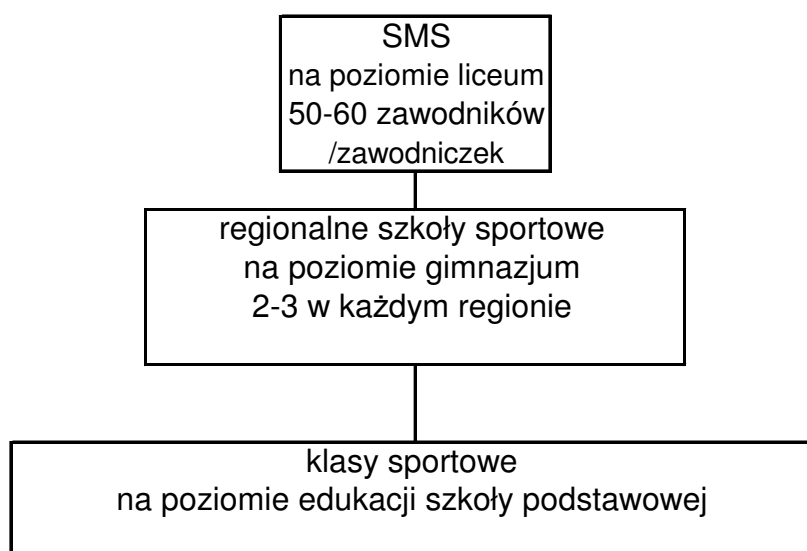 SMS
na poziomie liceum
50-60 zawodników
/zawodniczek
regionalne szkoły sportowe
na poziomie gimnazjum
2-3 w każdym regionie
klasy sportowe
na poziomie edukacji szkoły podstawowej